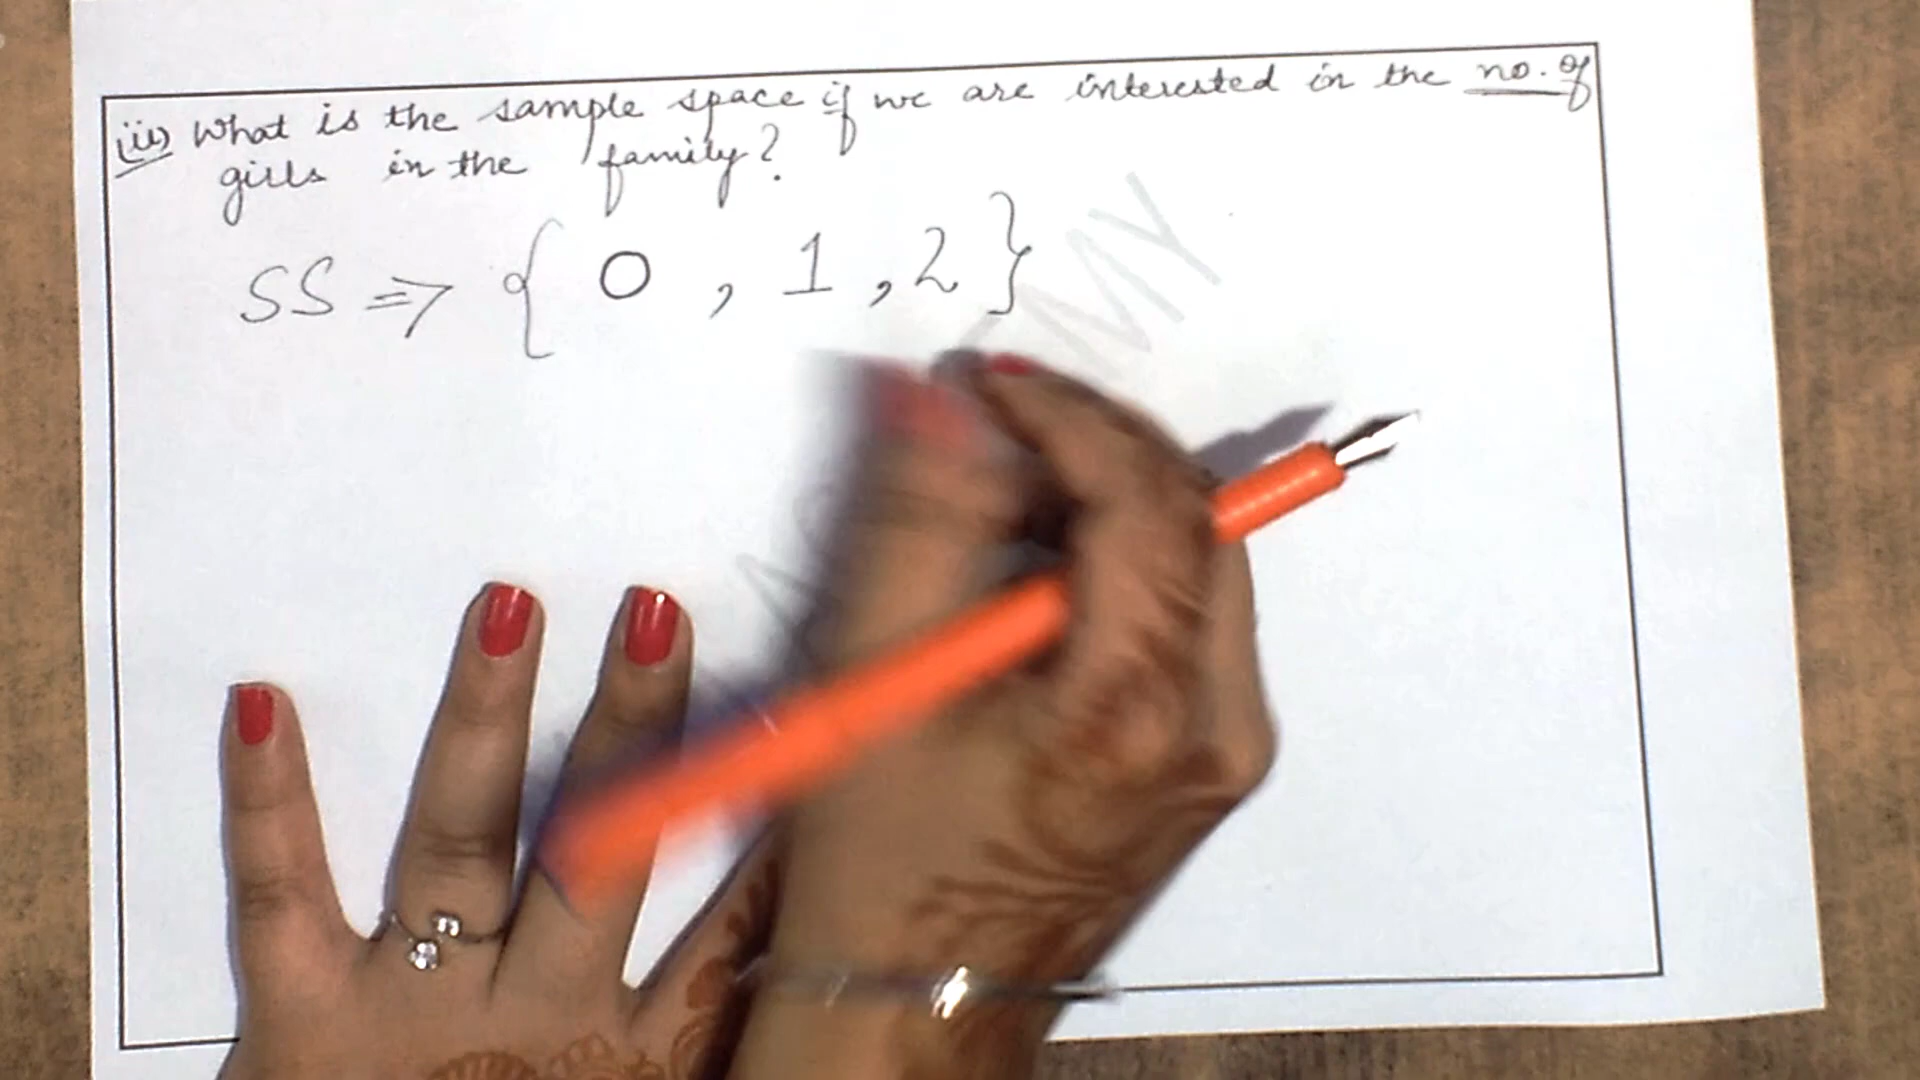 (ii) What is the sample space if we are interested in the no. of
girls in the family?
SS => { 0 , 1 , 2 }